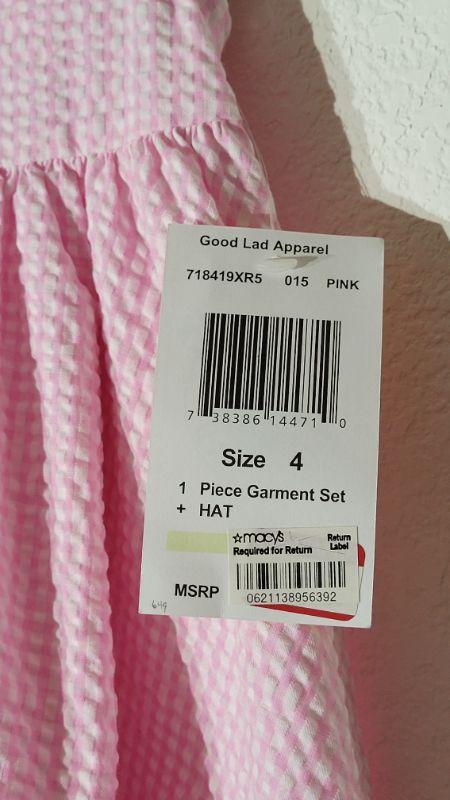 Good Lad Apparel
718419XR5 015 PINK
7 38386 14471 0
Size 4
1 Piece Garment Set
+ HAT
☆macy's Return
Required for Return Label
0621138956392
MSRP
649